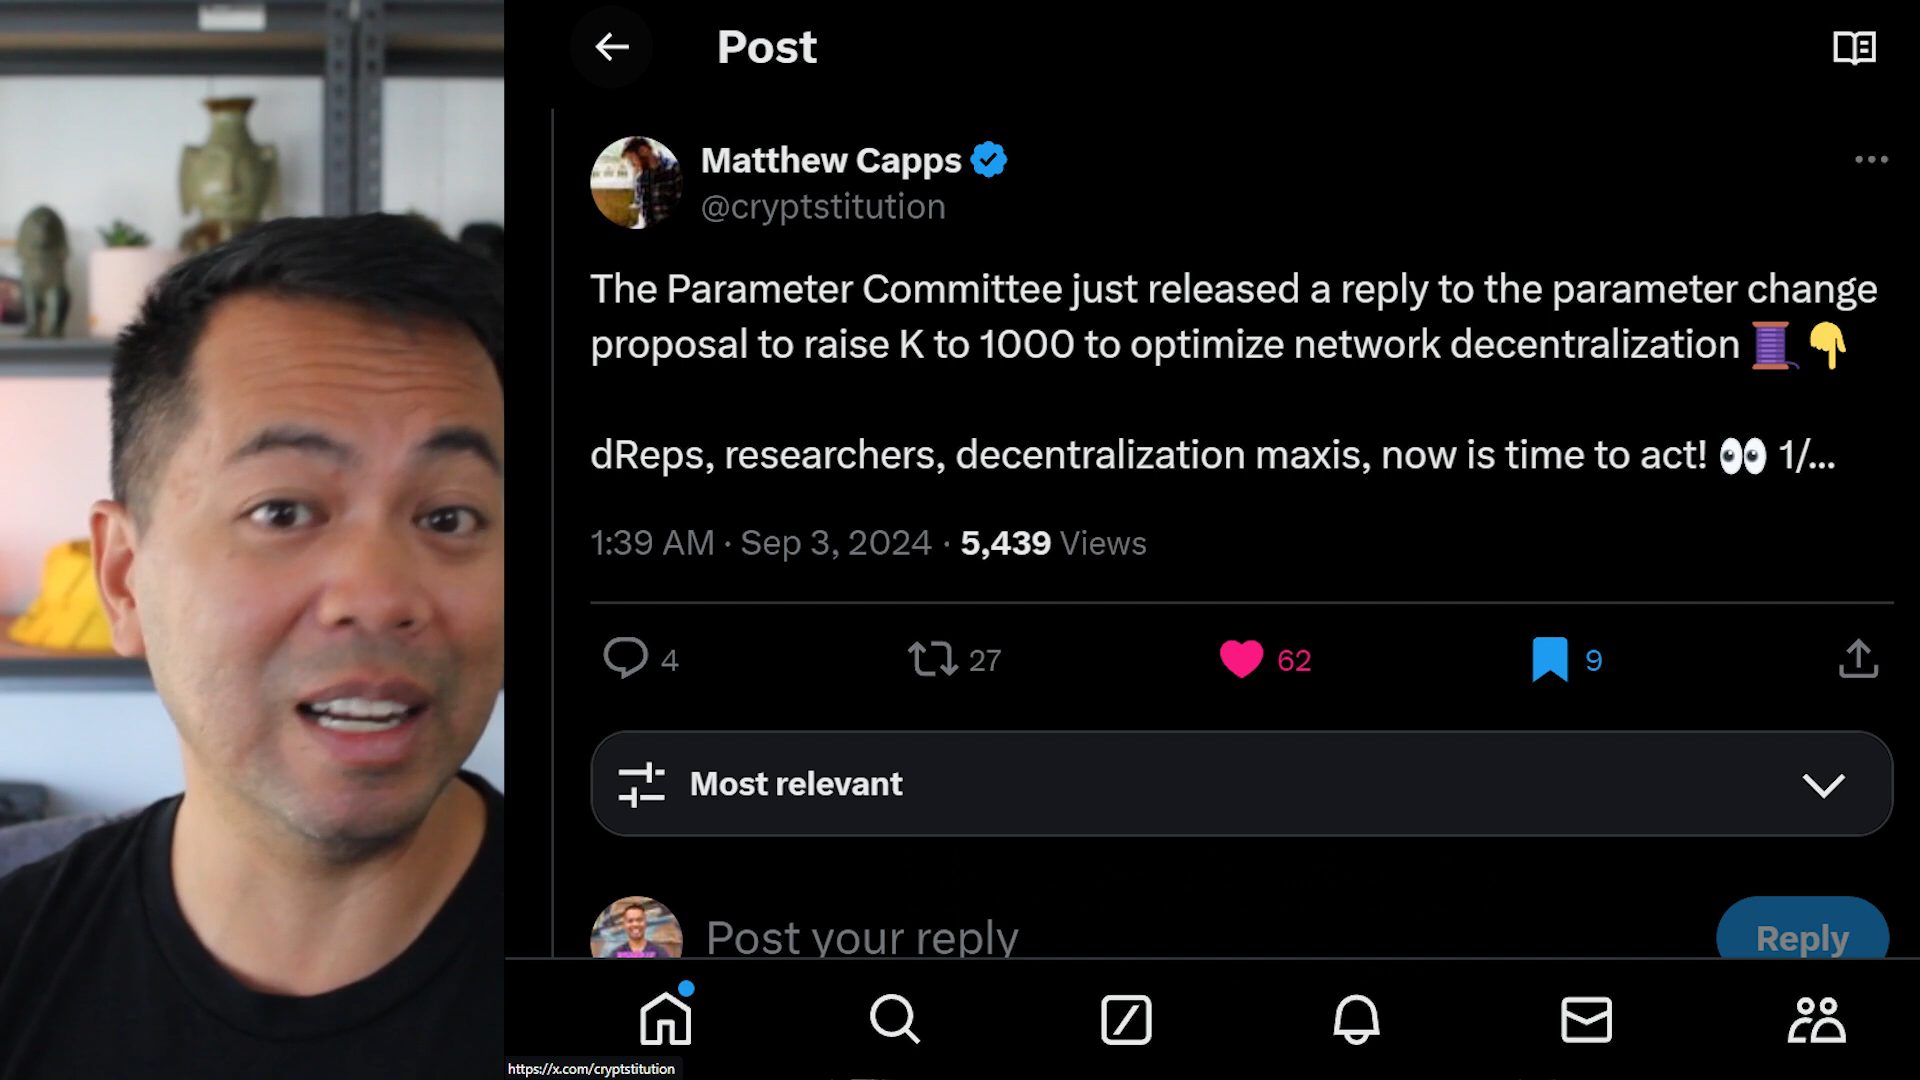 Post
Matthew Capps
@cryptstitution
The Parameter Committee just released a reply to the parameter change
proposal to raise K to 1000 to optimize network decentralization 🧵👇
dReps, researchers, decentralization maxis, now is time to act! 👀 1/...
1:39 AM · Sep 3, 2024 · 5,439 Views
4 27 62 9
Most relevant
Post your reply
Reply
https://x.com/cryptstitution